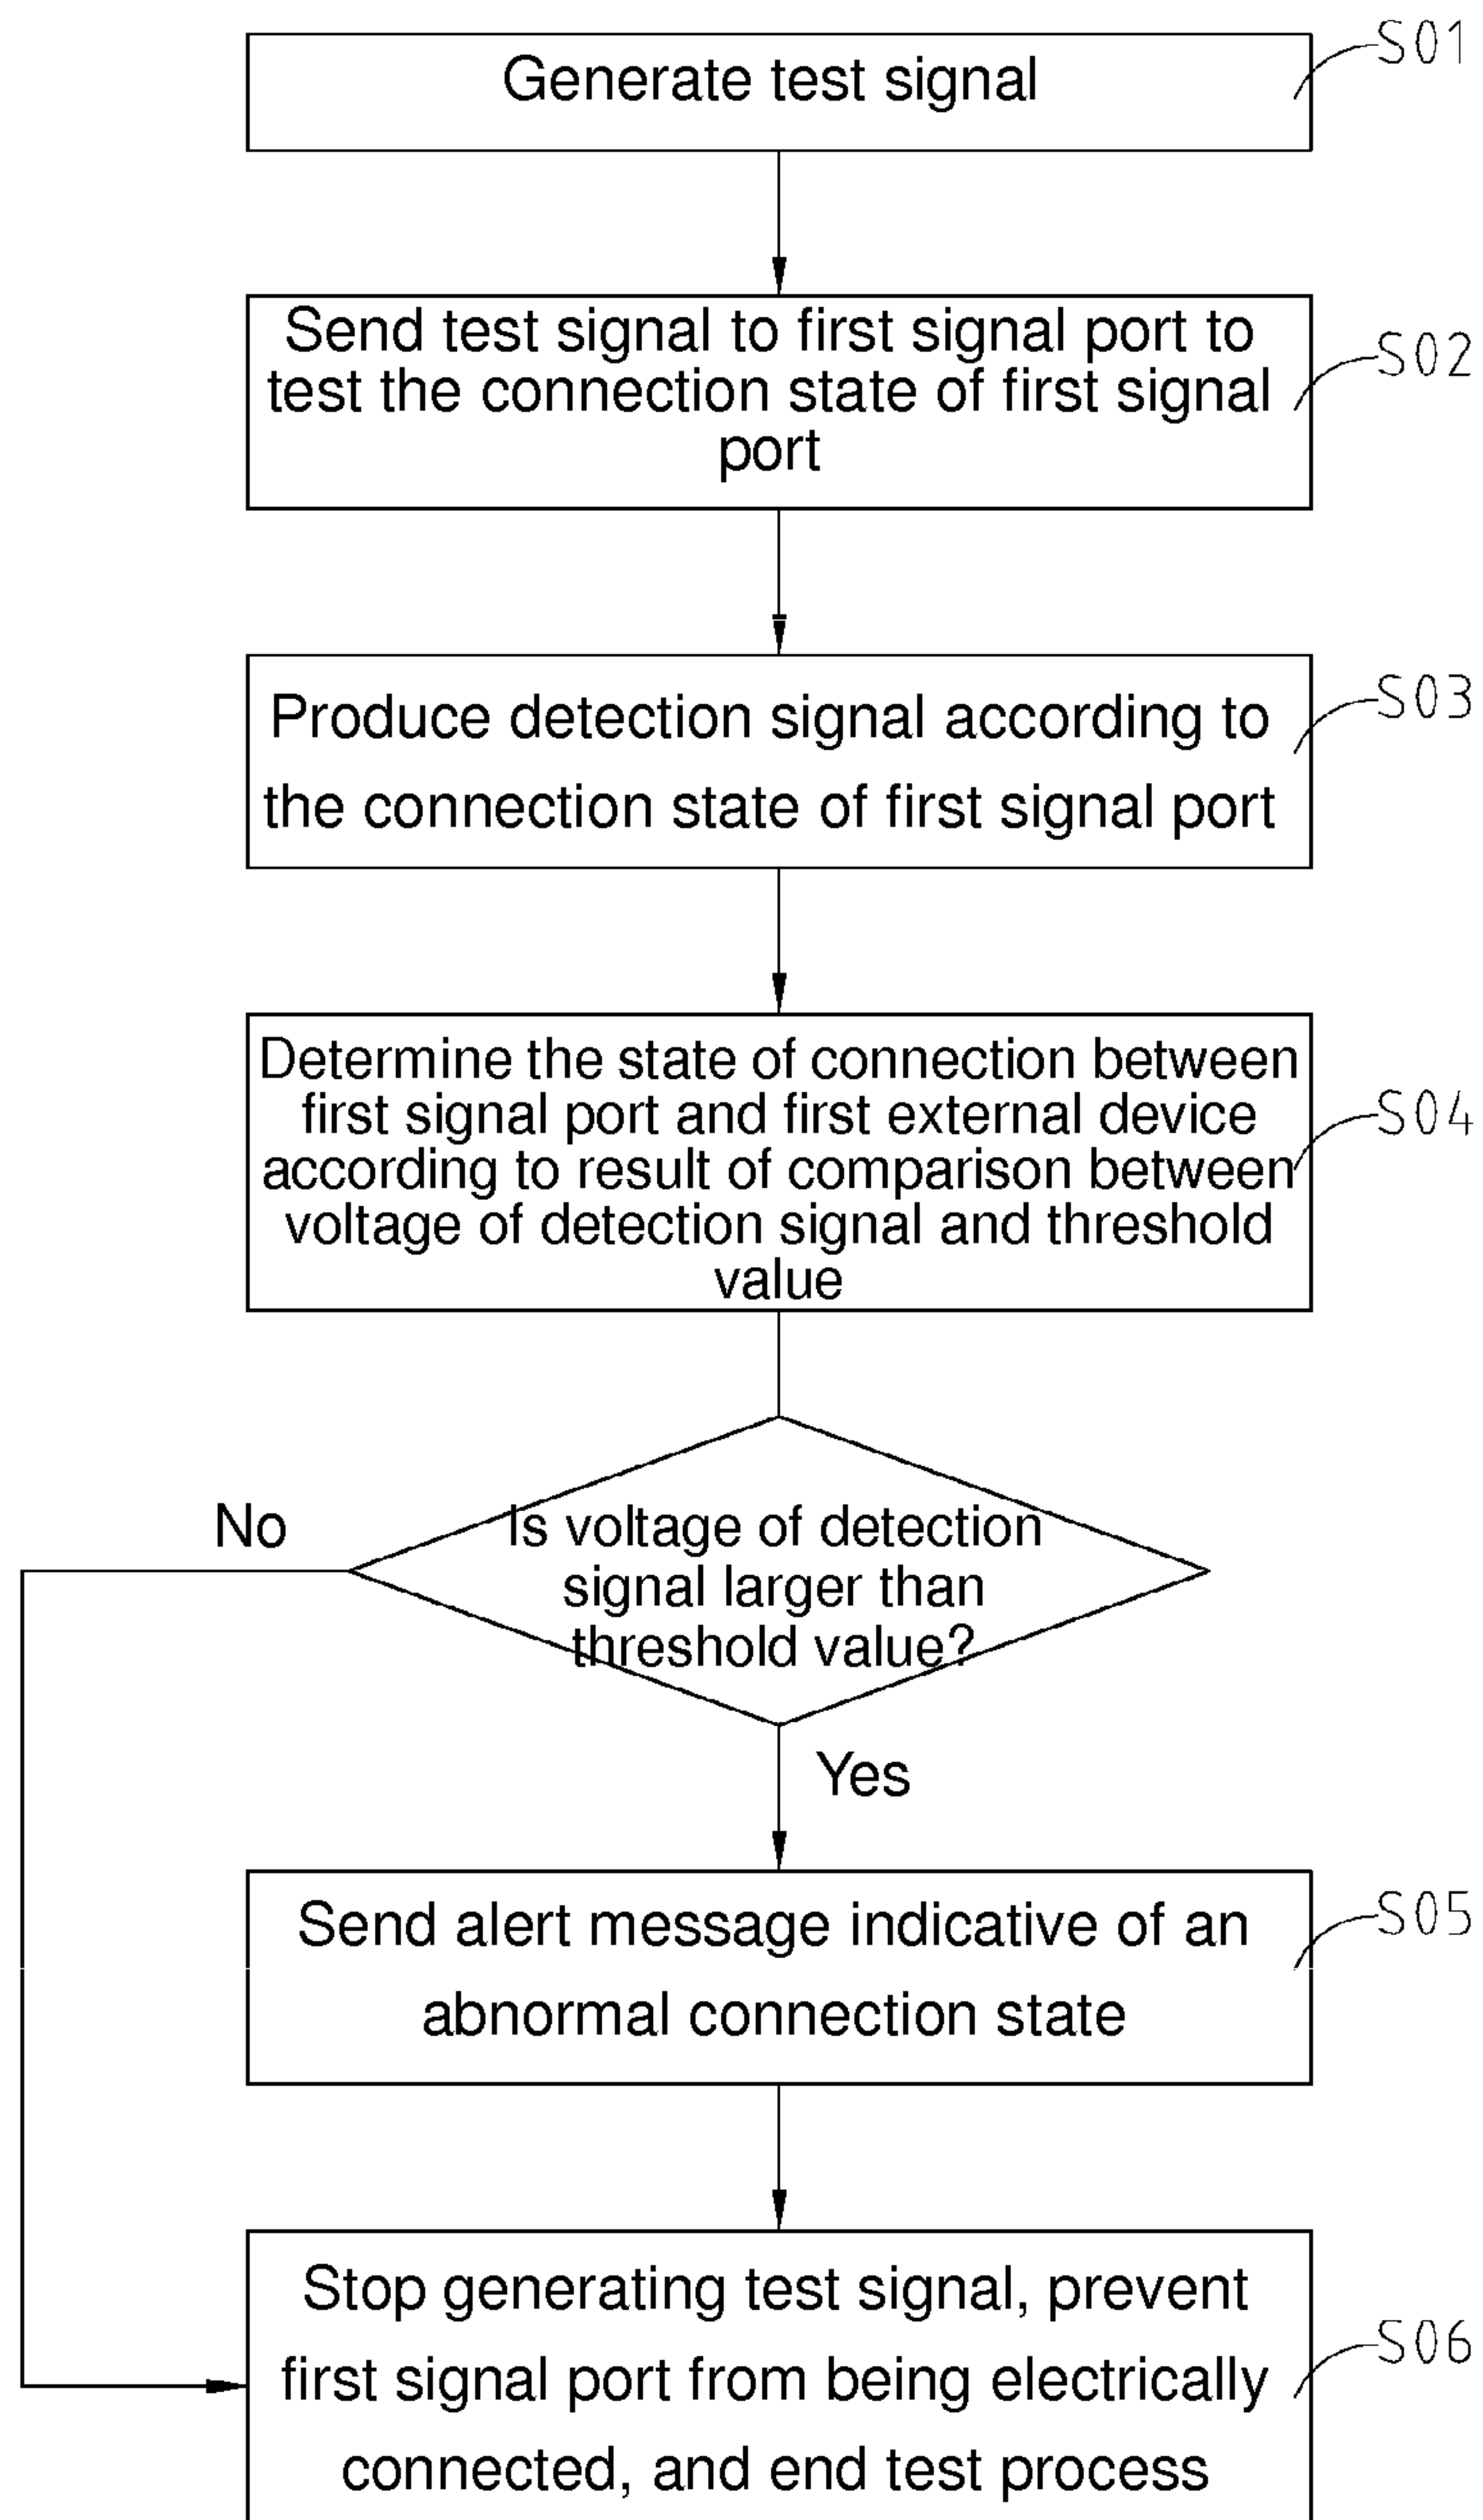 Generate test signal
S01
Send test signal to first signal port to
test the connection state of first signal
port
S02
Produce detection signal according to
the connection state of first signal port
S03
Determine the state of connection between
first signal port and first external device
according to result of comparison between
voltage of detection signal and threshold
value
S04
Is voltage of detection
signal larger than
threshold value?
No
Yes
Send alert message indicative of an
abnormal connection state
S05
Stop generating test signal, prevent
first signal port from being electrically
connected, and end test process
S06